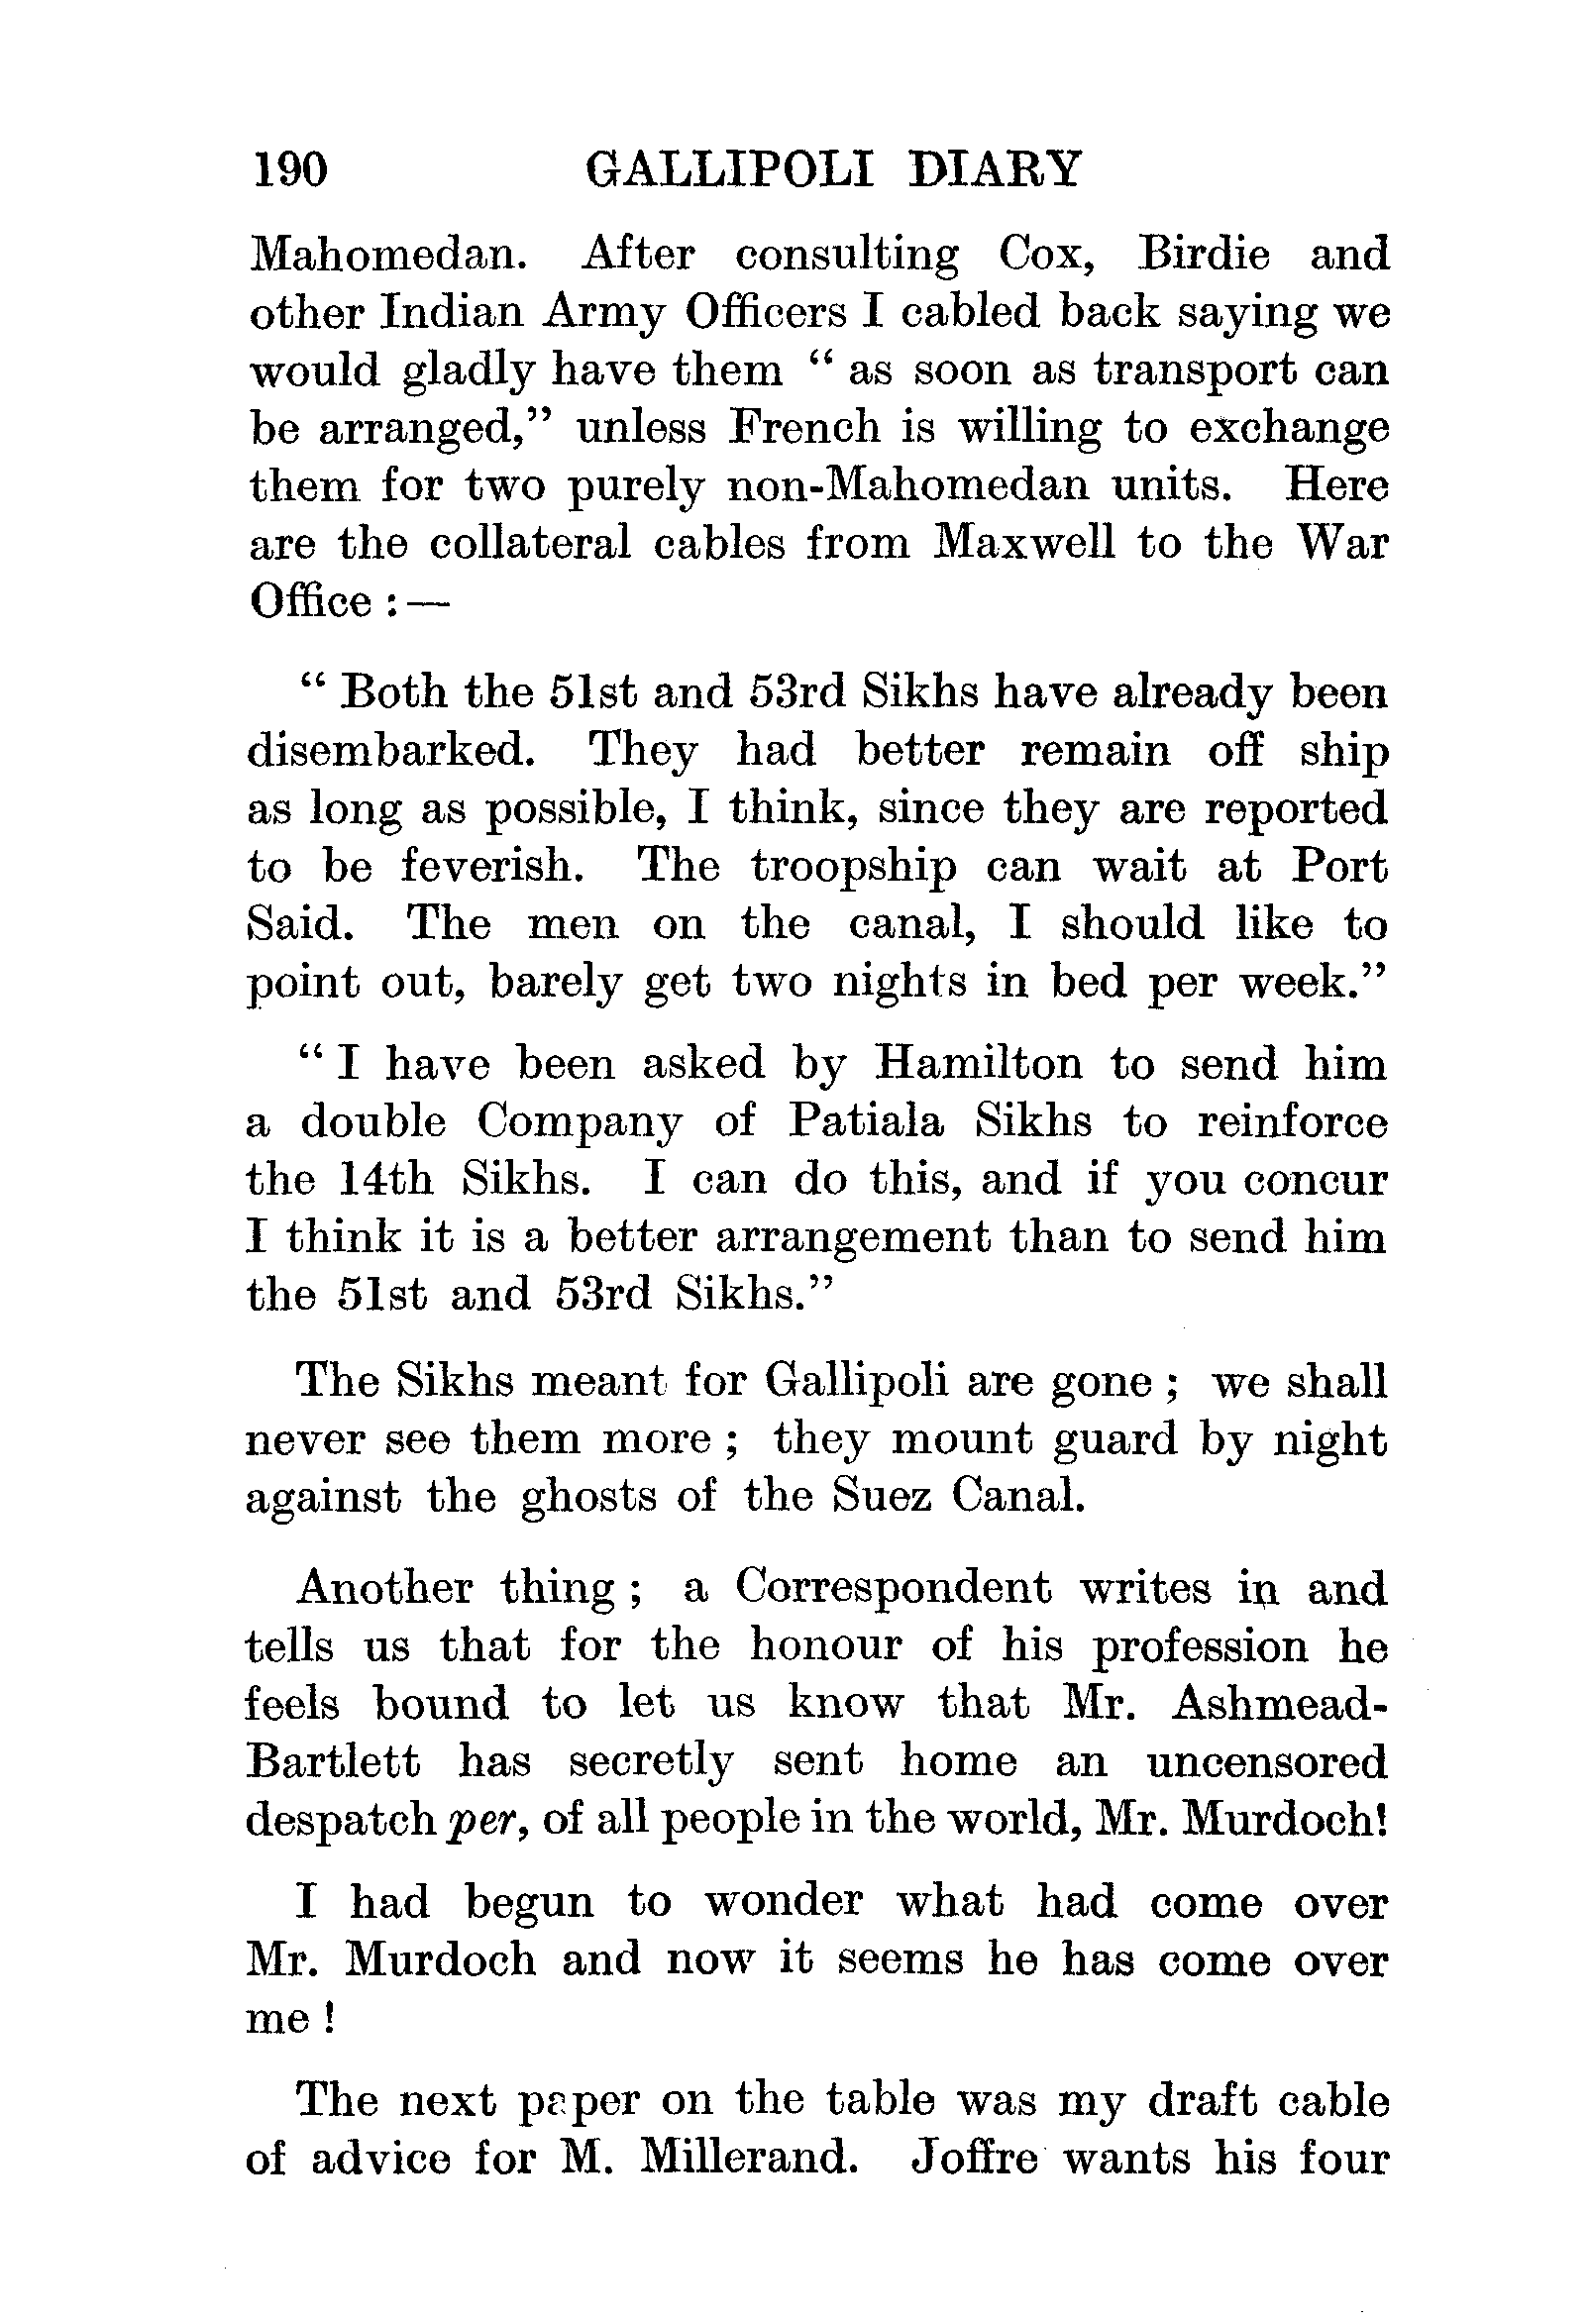 190 GALLIPOLI DIARY
Mahomedan. After consulting Cox, Birdie and
other Indian Army Officers I cabled back saying we
would gladly have them “ as soon as transport can
be arranged,” unless French is willing to exchange
them for two purely non-Mahomedan units. Here
are the collateral cables from Maxwell to the War
Office :—
“ Both the 51st and 53rd Sikhs have already been
disembarked. They had better remain off ship
as long as possible, I think, since they are reported
to be feverish. The troopship can wait at Port
Said. The men on the canal, I should like to
point out, barely get two nights in bed per week.”
“ I have been asked by Hamilton to send him
a double Company of Patiala Sikhs to reinforce
the 14th Sikhs. I can do this, and if you concur
I think it is a better arrangement than to send him
the 51st and 53rd Sikhs.”
The Sikhs meant for Gallipoli are gone ; we shall
never see them more ; they mount guard by night
against the ghosts of the Suez Canal.
Another thing ; a Correspondent writes in and
tells us that for the honour of his profession he
feels bound to let us know that Mr. Ashmead-
Bartlett has secretly sent home an uncensored
despatch per, of all people in the world, Mr. Murdoch!
I had begun to wonder what had come over
Mr. Murdoch and now it seems he has come over
me !
The next paper on the table was my draft cable
of advice for M. Millerand. Joffre wants his four